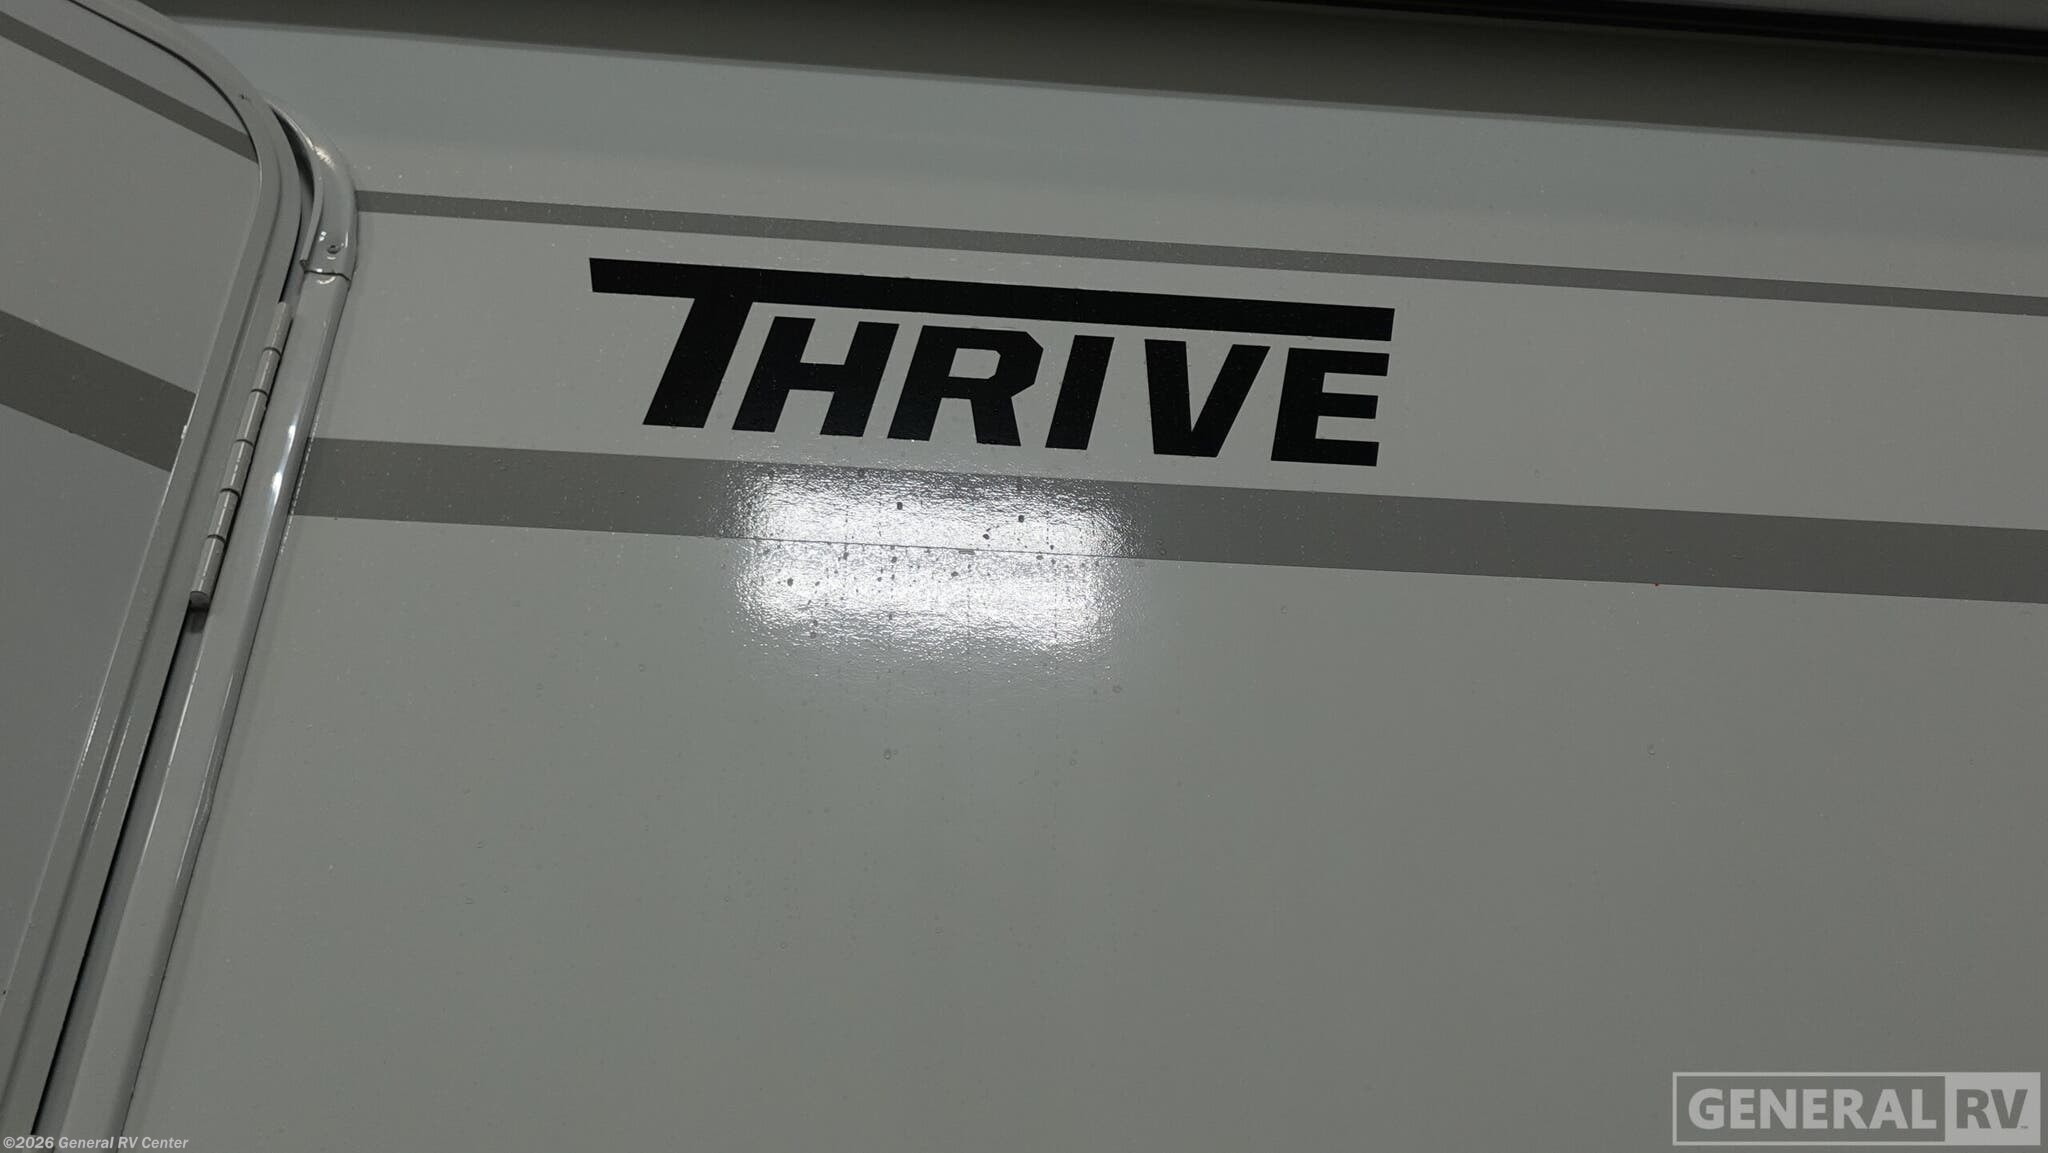 THRIVE
GENERAL RV
©2026 General RV Center